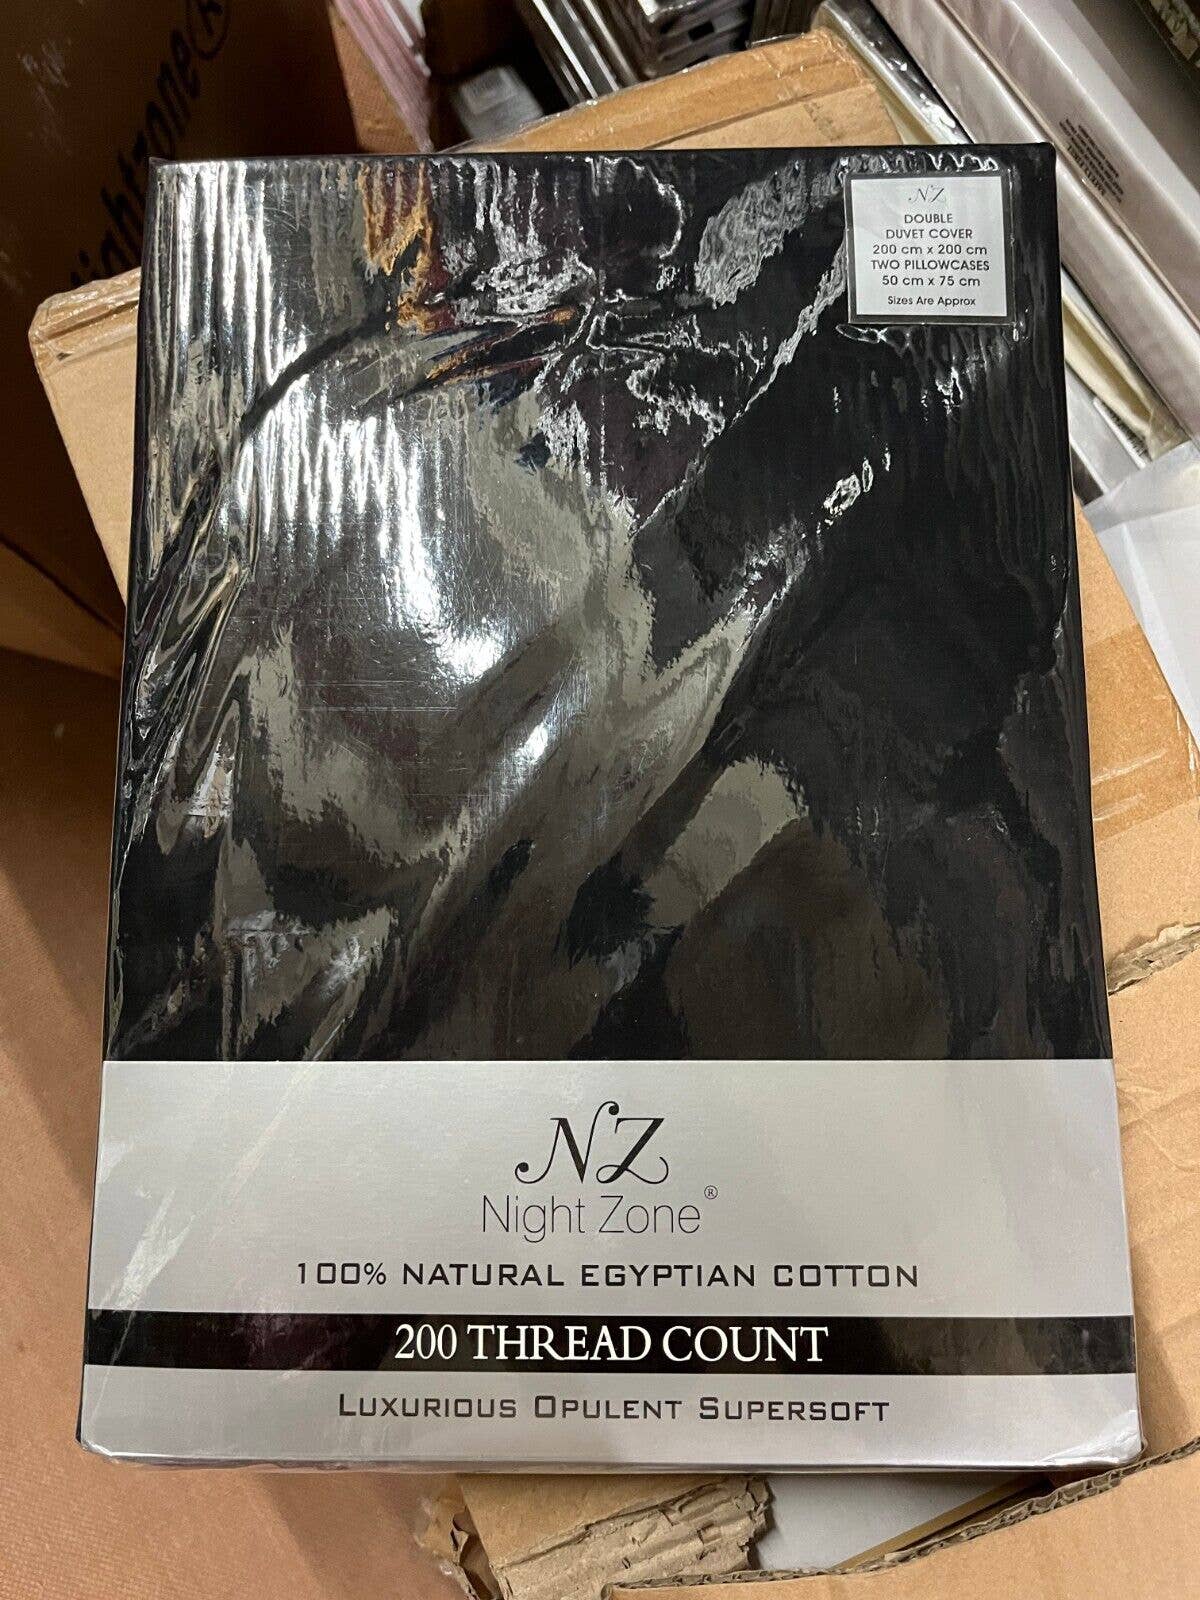 NZ
DOUBLE
DUVET COVER
200 cm x 200 cm
TWO PILLOWCASES
50 cm x 75 cm
Sizes Are Approx
NZ
Night Zone®
100% NATURAL EGYPTIAN COTTON
200 THREAD COUNT
LUXURIOUS OPULENT SUPERSOFT